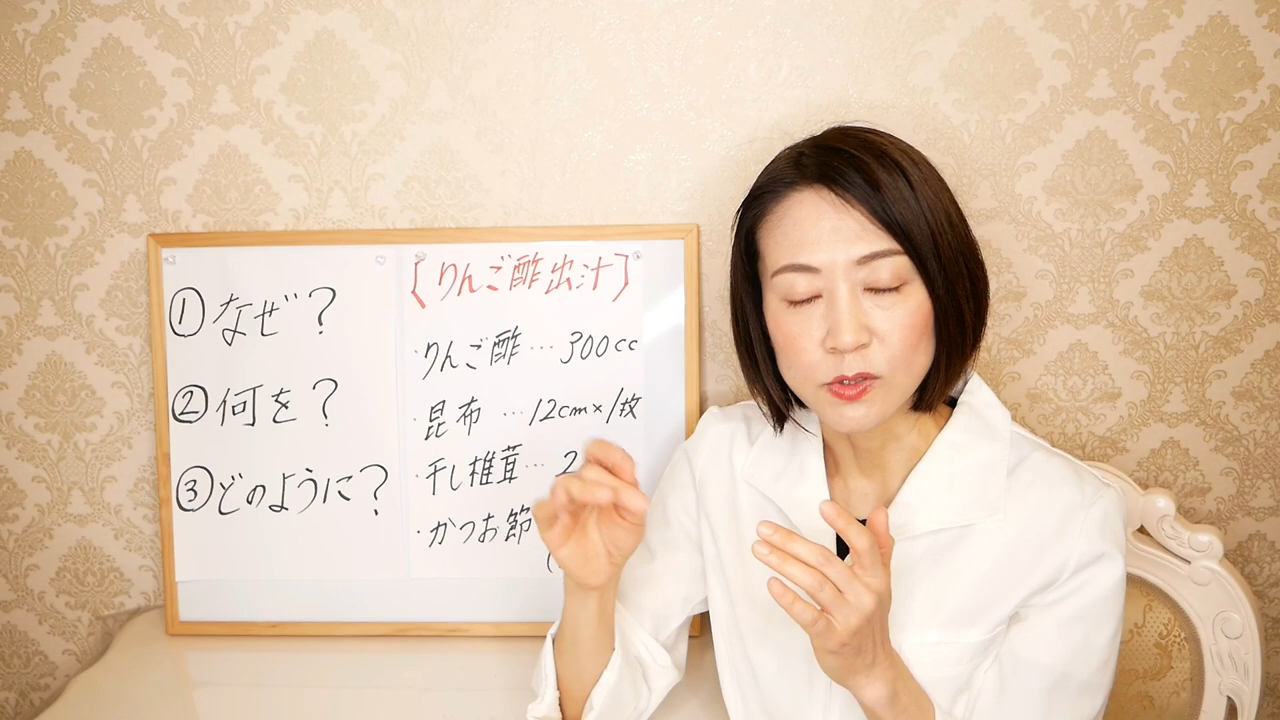 ①なぜ?
②何を?
③どのように?
[りんご酢出汁]
・りんご酢…300cc
・昆布…12cm×1枚
・干し椎茸…2
・かつお節
(